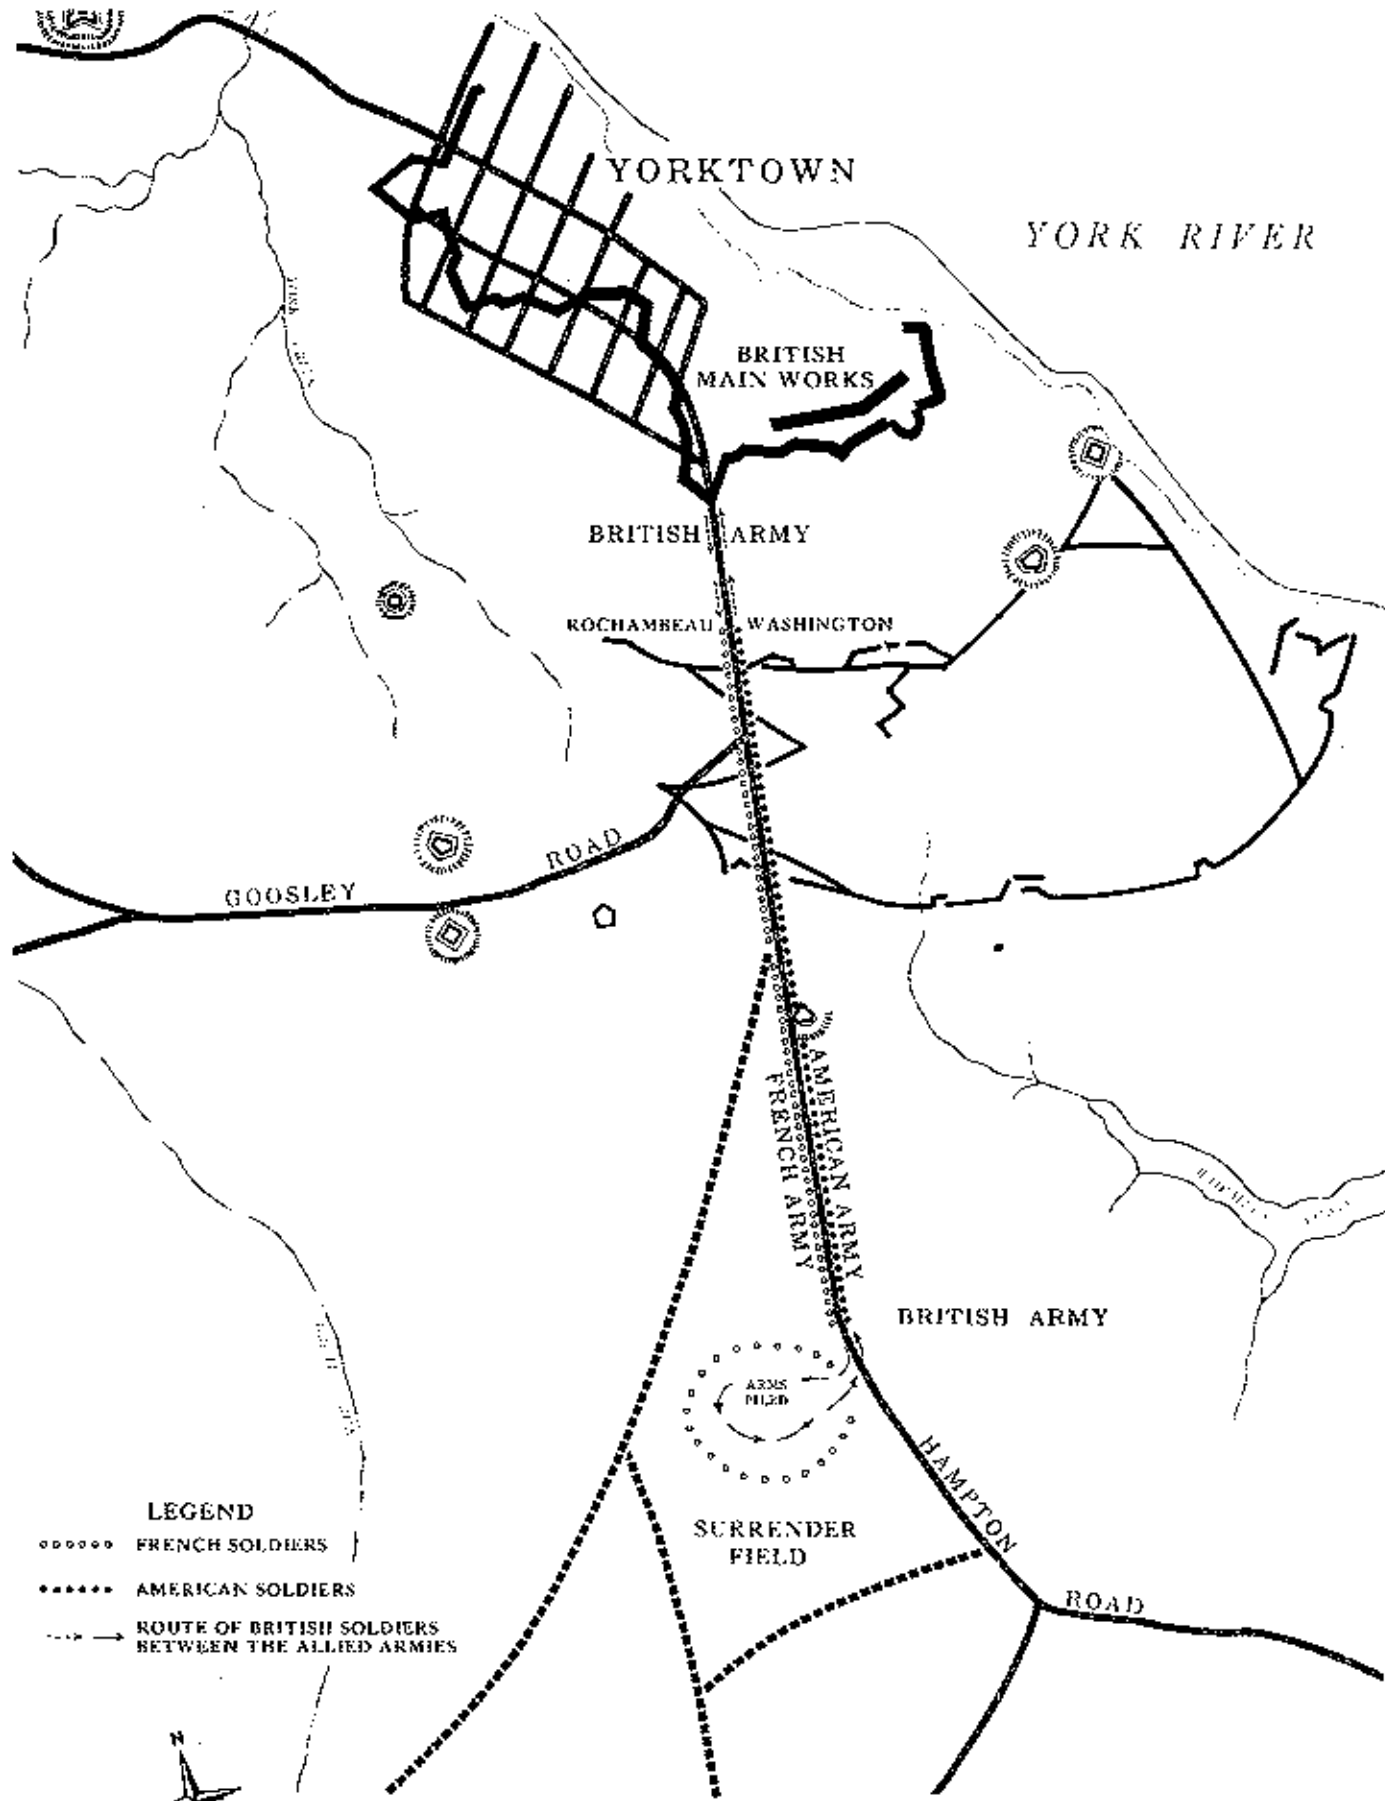 YORKTOWN
YORK RIVER
BRITISH
MAIN WORKS
BRITISH ARMY
ROCHAMBEAU WASHINGTON
GOOSLEY ROAD
AMERICAN ARMY
FRENCH ARMY
BRITISH ARMY
ARMS
PILED
HAMPTON ROAD
SURRENDER
FIELD
LEGEND
FRENCH SOLDIERS
AMERICAN SOLDIERS
ROUTE OF BRITISH SOLDIERS
BETWEEN THE ALLIED ARMIES
N